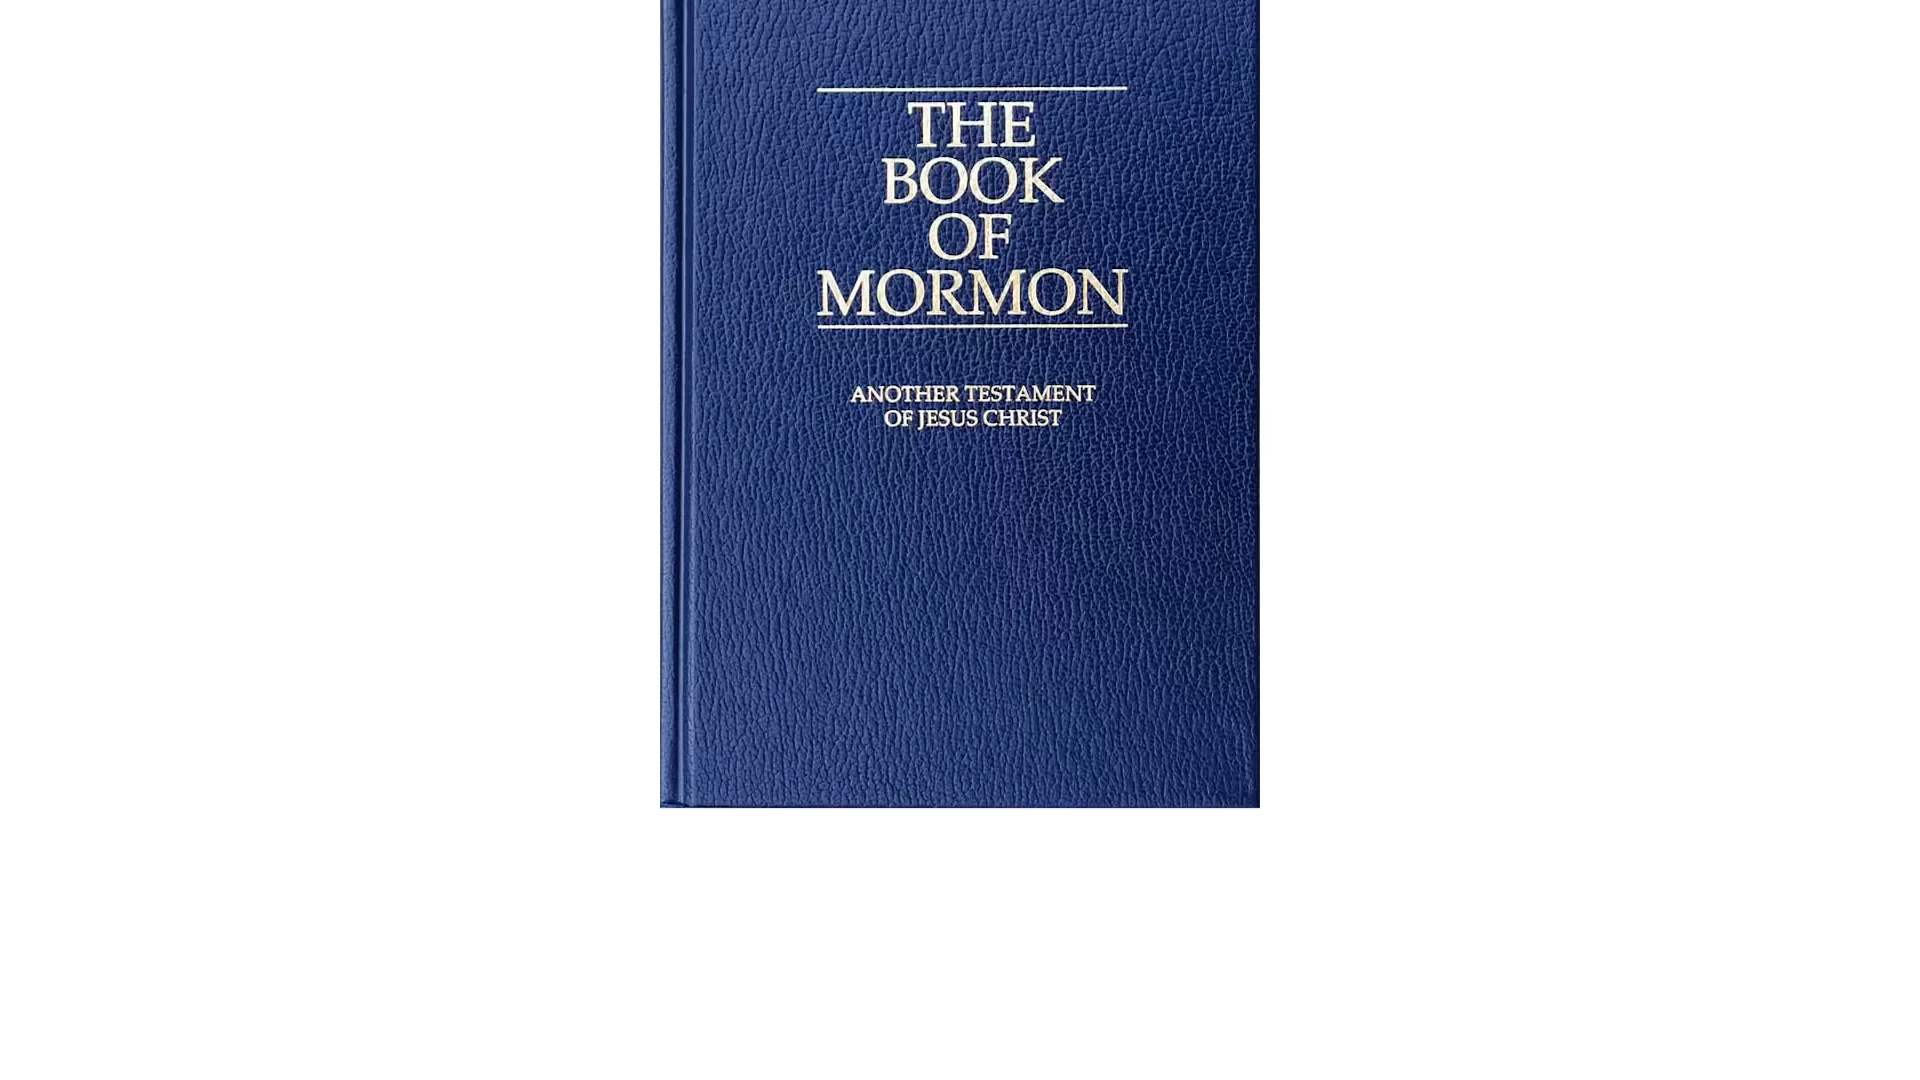 THE
BOOK
OF
MORMON
ANOTHER TESTAMENT
OF JESUS CHRIST